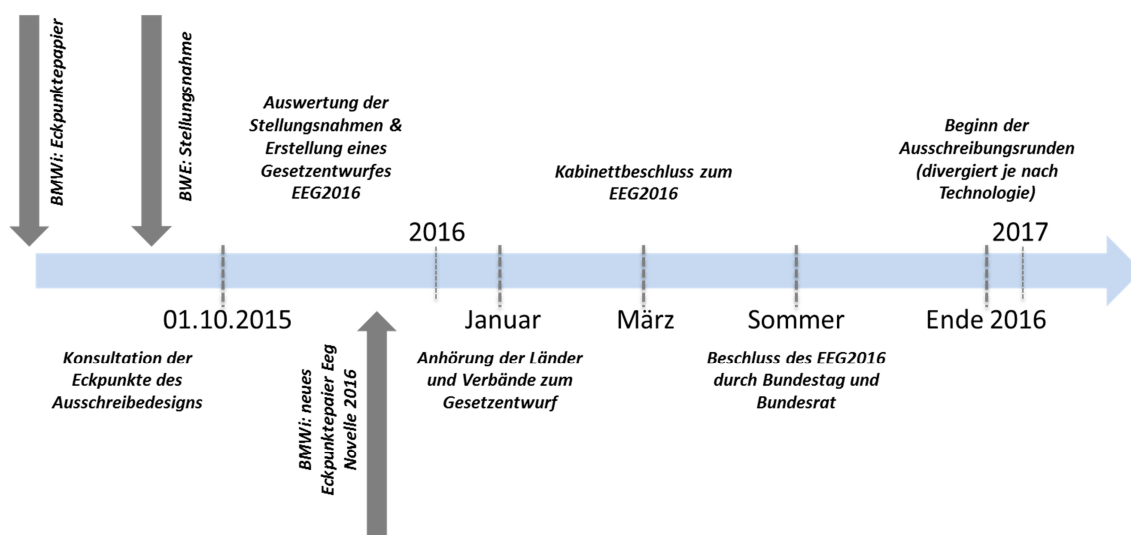 BMWi: Eckpunktepapier
BWE: Stellungsnahme
Auswertung der
Stellungsnahmen &
Erstellung eines
Gesetzentwurfes
EEG2016
Kabinettbeschluss zum
EEG2016
Beginn der
Ausschreibungsrunden
(divergiert je nach
Technologie)
2016
2017
01.10.2015
Januar
März
Sommer
Ende 2016
Konsultation der
Eckpunkte des
Ausschreibedesigns
BMWi: neues
Eckpunktepaier Eeg
Novelle 2016
Anhörung der Länder
und Verbände zum
Gesetzentwurf
Beschluss des EEG2016
durch Bundestag und
Bundesrat